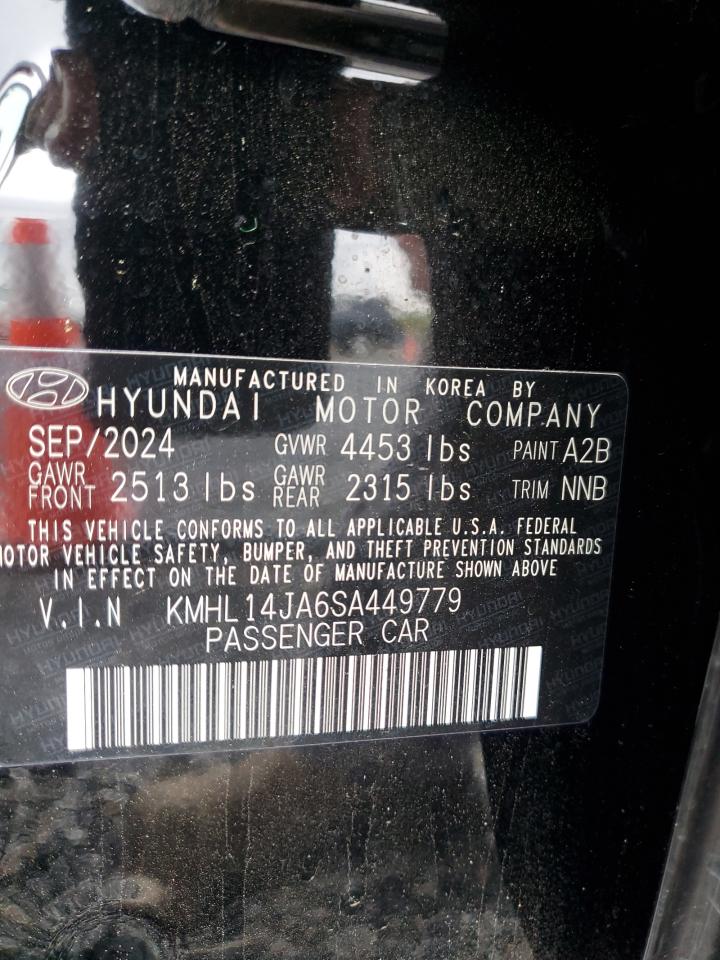 MANUFACTURED IN KOREA BY
HYUNDAI MOTOR COMPANY
SEP/2024 GVWR 4453 lbs PAINT A2B
GAWR FRONT 2513 lbs GAWR REAR 2315 lbs TRIM NNB
THIS VEHICLE CONFORMS TO ALL APPLICABLE U.S.A. FEDERAL
MOTOR VEHICLE SAFETY, BUMPER, AND THEFT PREVENTION STANDARDS
IN EFFECT ON THE DATE OF MANUFACTURE SHOWN ABOVE
V.I.N KMHL14JA6SA449779
PASSENGER CAR